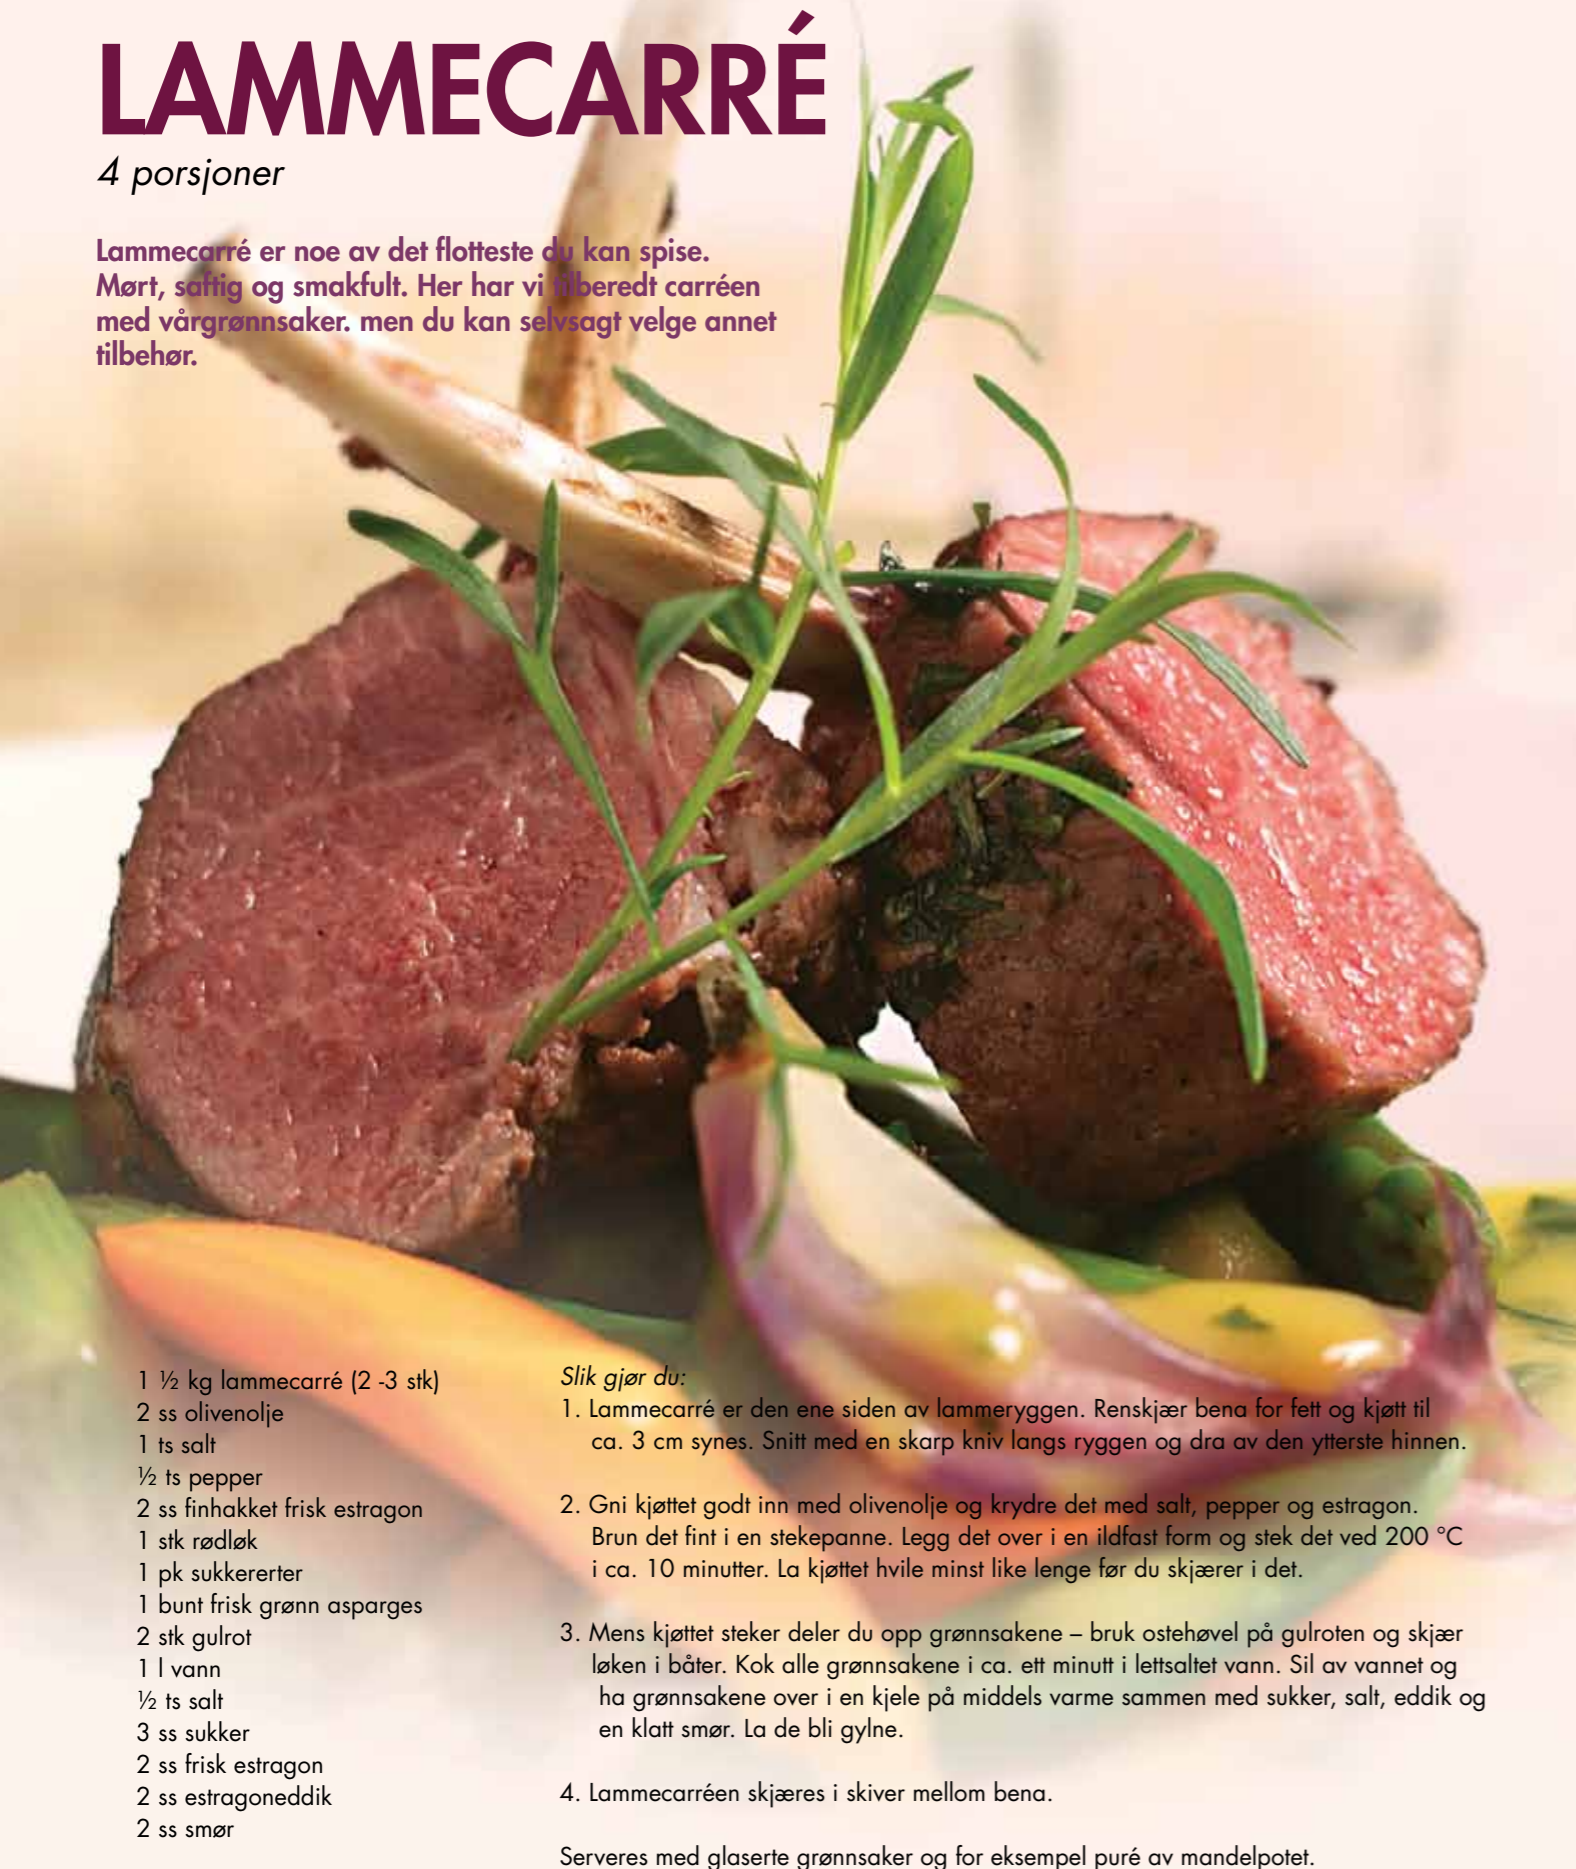 LAMMECARRÉ
4 porsjoner
Lammecarré er noe av det flotteste du kan spise.
Mørt, saftig og smakfult. Her har vi tilberedt carréen
med vårgrønnsaker. men du kan selvsagt velge annet
tilbehør.
1 ½ kg lammecarré (2 -3 stk)
2 ss olivenolje
1 ts salt
½ ts pepper
2 ss finhakket frisk estragon
1 stk rødløk
1 pk sukkererter
1 bunt frisk grønn asparges
2 stk gulrot
1 l vann
½ ts salt
3 ss sukker
2 ss frisk estragon
2 ss estragoneddik
2 ss smør
Slik gjør du:
1. Lammecarré er den ene siden av lammeryggen. Renskjær bena for fett og kjøtt til
ca. 3 cm synes. Snitt med en skarp kniv langs ryggen og dra av den ytterste hinnen.
2. Gni kjøttet godt inn med olivenolje og krydre det med salt, pepper og estragon.
Brun det fint i en stekepanne. Legg det over i en ildfast form og stek det ved 200 °C
i ca. 10 minutter. La kjøttet hvile minst like lenge før du skjærer i det.
3. Mens kjøttet steker deler du opp grønnsakene – bruk ostehøvel på gulroten og skjær
løken i båter. Kok alle grønnsakene i ca. ett minutt i lettsaltet vann. Sil av vannet og
ha grønnsakene over i en kjele på middels varme sammen med sukker, salt, eddik og
en klatt smør. La de bli gylne.
4. Lammecarréen skjæres i skiver mellom bena.
Serveres med glaserte grønnsaker og for eksempel puré av mandelpotet.